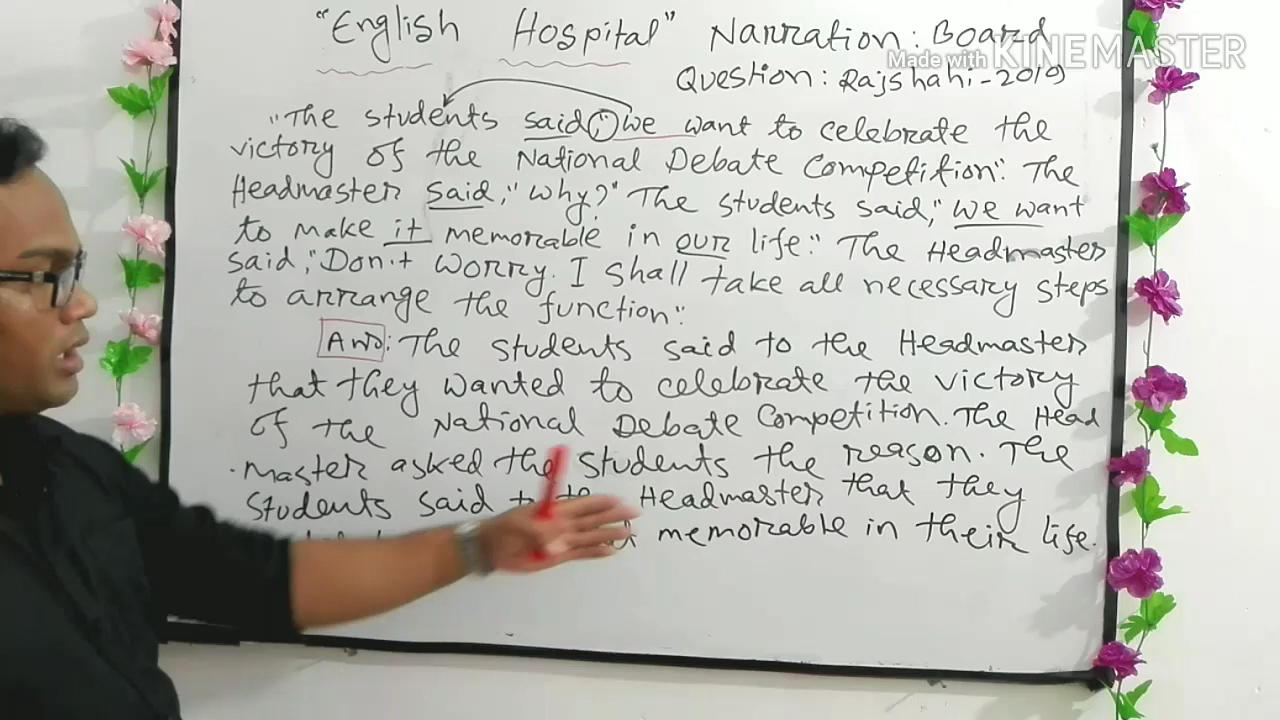 "English Hospital" Narration: Board
Made with KINEMASTER
Question: Rajshahi-2019
"The students said, "we want to celebrate the
victory of the National Debate Competition." The
Headmaster said, "Why?" The students said, "we want
to make it memorable in our life." The Headmaster
said, "Don't worry. I shall take all necessary steps
to arrange the function."
Ans: The students said to the Headmaster
that they wanted to celebrate the victory
of the National Debate Competition. The Head
master asked the students the reason. The
students said to the Headmaster that they
memorable in their life.